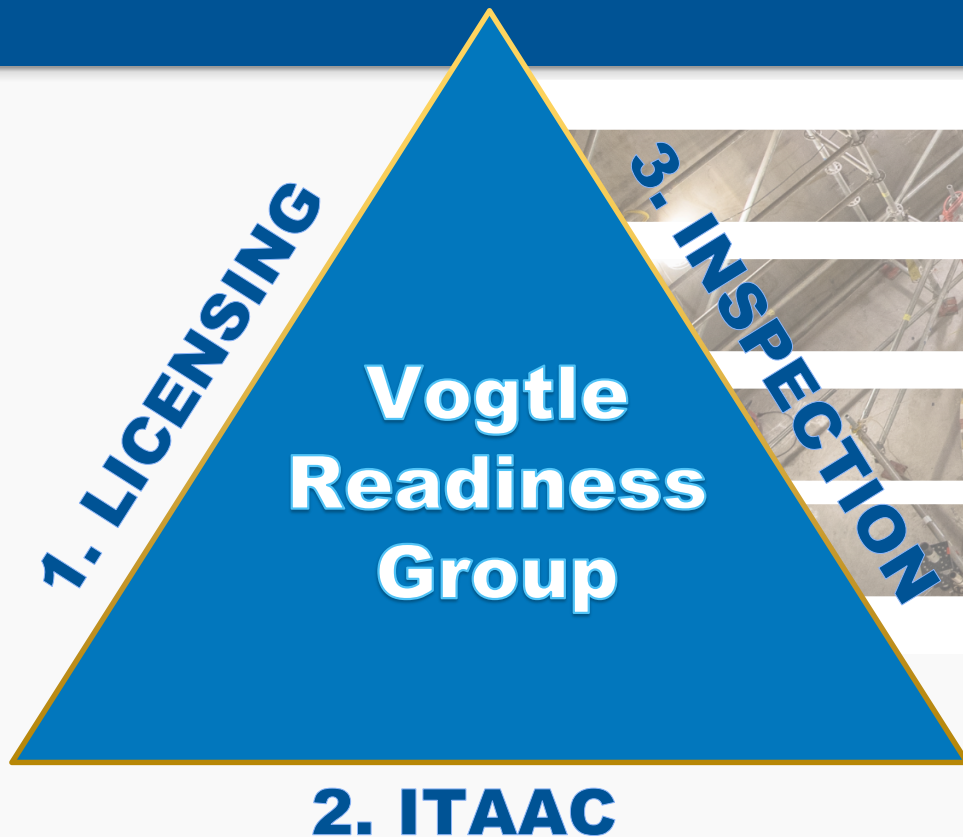 1. LICENSING
3. INSPECTION
Vogtle
Readiness
Group
2. ITAAC